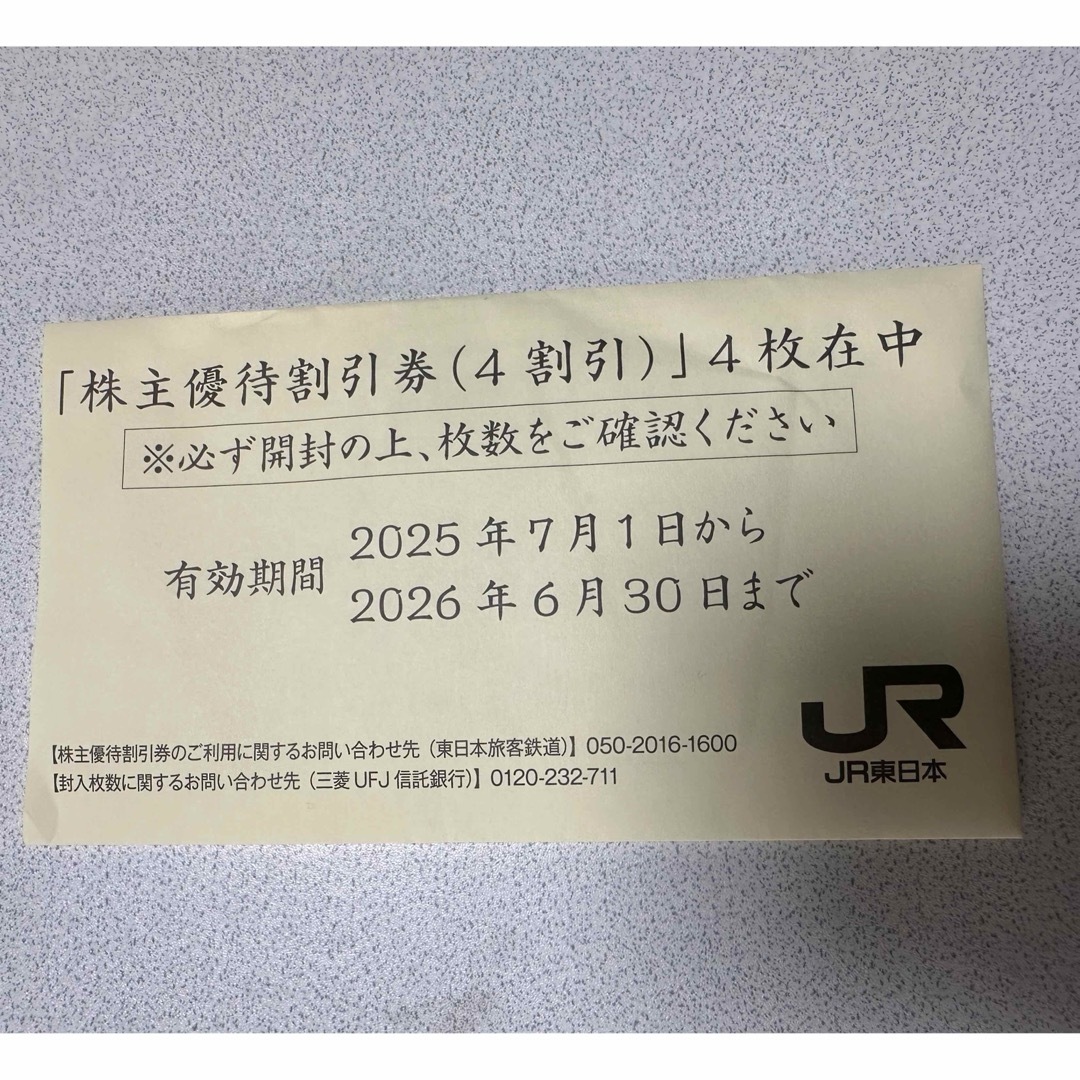 「株主優待割引券(4割引)」4枚在中
※必ず開封の上、枚数をご確認ください
有効期間
2025年7月1日から
2026年6月30日まで
【株主優待割引券のご利用に関するお問い合わせ先（東日本旅客鉄道）】050-2016-1600
【封入枚数に関するお問い合わせ先（三菱UFJ信託銀行）】0120-232-711
JR
JR東日本